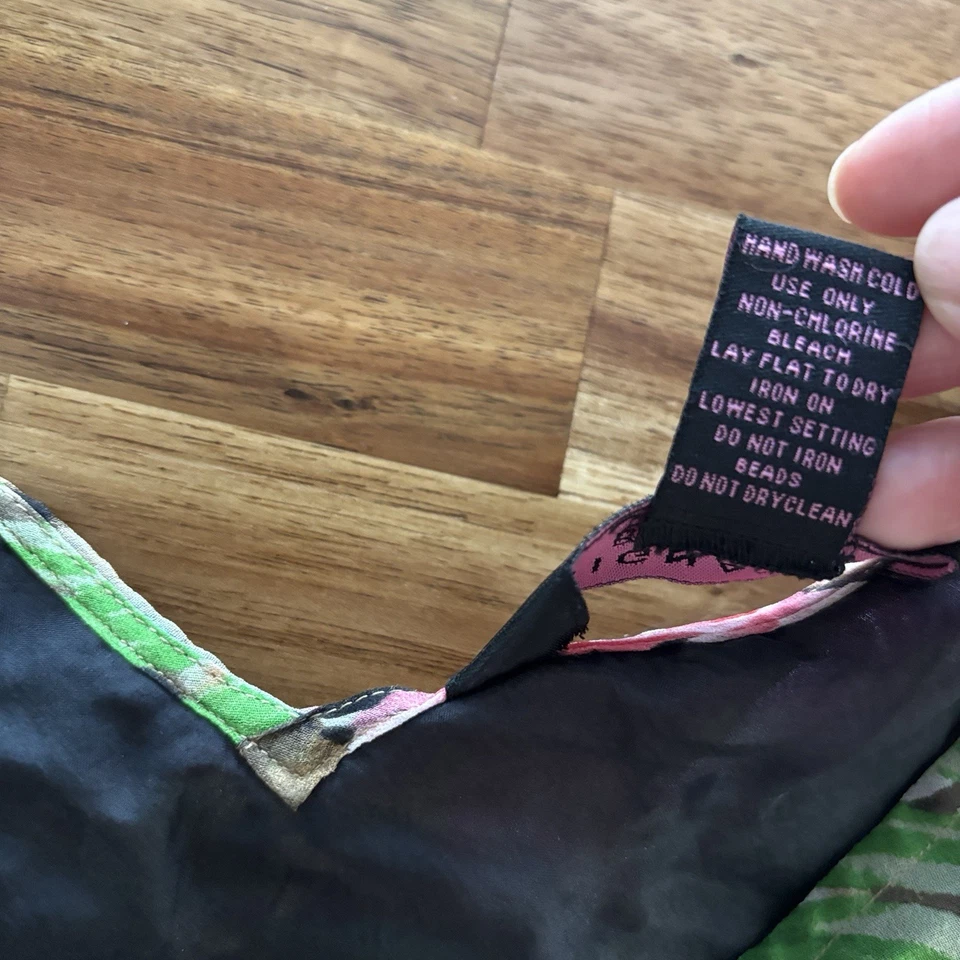 HAND WASH COLD
USE ONLY
NON-CHLORINE
BLEACH
LAY FLAT TO DRY
IRON ON
LOWEST SETTING
DO NOT IRON
BEADS
DO NOT DRYCLEAN